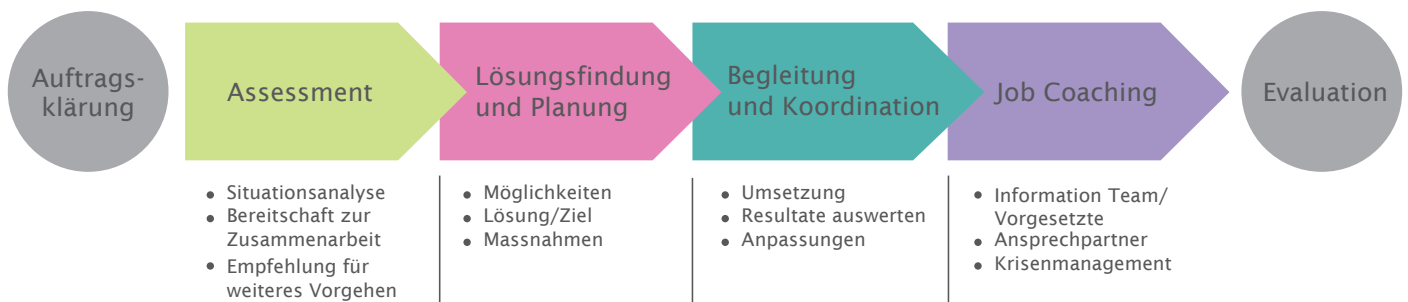 Auftrags-
klärung
Assessment
Lösungsfindung
und Planung
Begleitung
und Koordination
Job Coaching
Evaluation
• Situationsanalyse
• Bereitschaft zur
Zusammenarbeit
• Empfehlung für
weiteres Vorgehen
• Möglichkeiten
• Lösung/Ziel
• Massnahmen
• Umsetzung
• Resultate auswerten
• Anpassungen
• Information Team/
Vorgesetzte
• Ansprechpartner
• Krisenmanagement